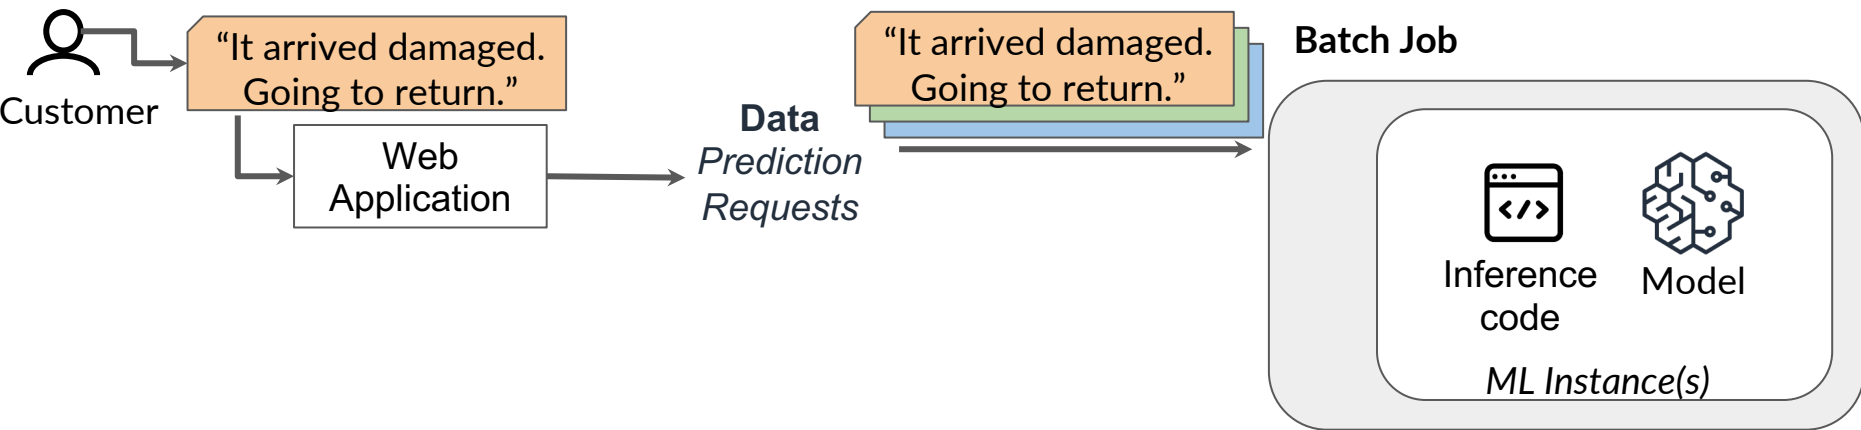 Customer
“It arrived damaged.
Going to return.”
Web
Application
Data
Prediction
Requests
“It arrived damaged.
Going to return.”
Batch Job
Inference
code
Model
ML Instance(s)